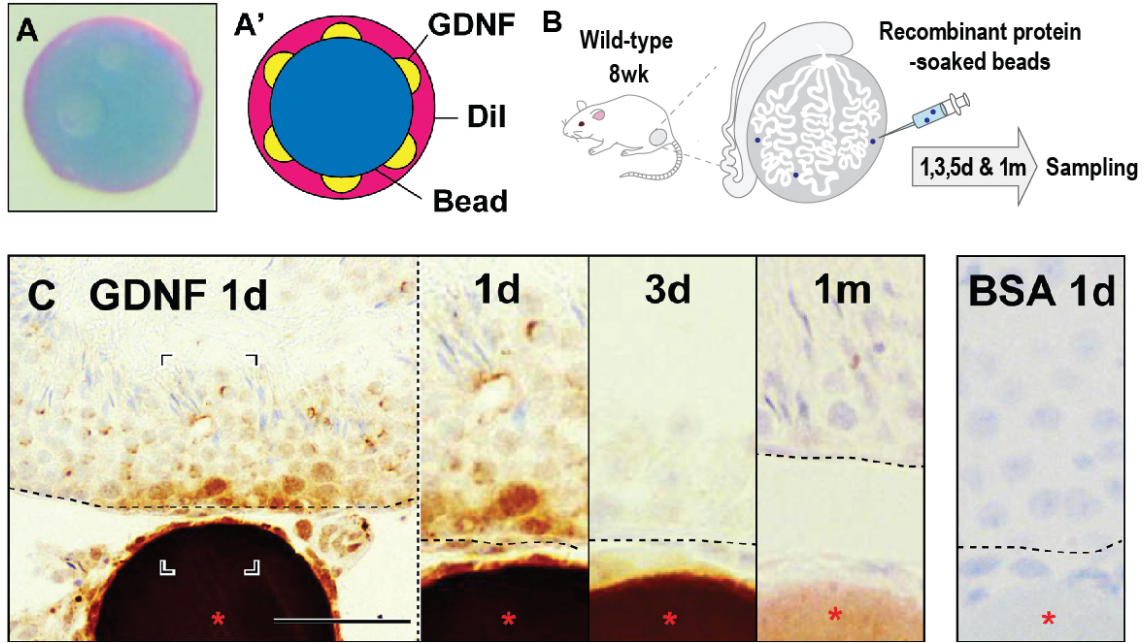 A
A'
GDNF
DiI
Bead
B
Wild-type
8wk
Recombinant protein
-soaked beads
1,3,5d & 1m
Sampling
C GDNF 1d
1d
3d
1m
BSA 1d
*
*
*
*
*